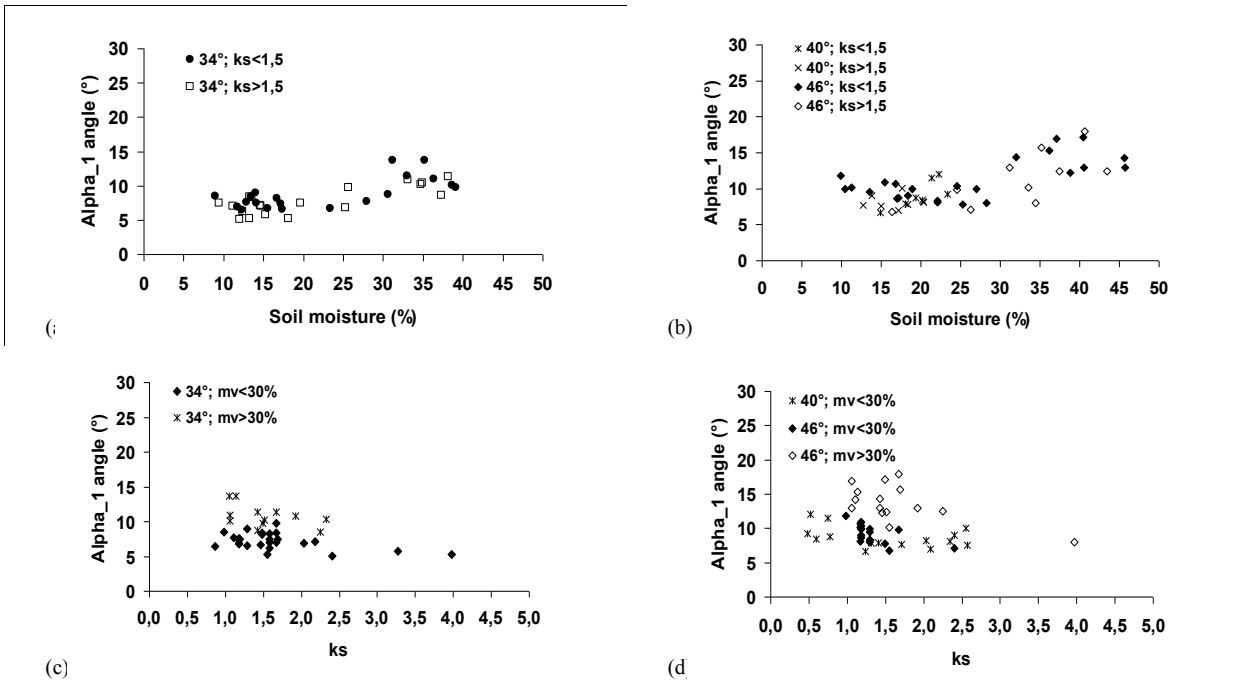 30
25
20
15
10
5
0
Alpha_1 angle (°)
34°; ks<1,5
34°; ks>1,5
0 5 10 15 20 25 30 35 40 45 50
Soil moisture (%)
(a
30
25
20
15
10
5
0
Alpha_1 angle (°)
40°; ks<1,5
40°; ks>1,5
46°; ks<1,5
46°; ks>1,5
0 5 10 15 20 25 30 35 40 45 50
Soil moisture (%)
(b)
30
25
20
15
10
5
0
Alpha_1 angle (°)
34°; mv<30%
34°; mv>30%
0,0 0,5 1,0 1,5 2,0 2,5 3,0 3,5 4,0 4,5 5,0
ks
(c)
30
25
20
15
10
5
0
Alpha_1 angle (°)
40°; mv<30%
46°; mv<30%
46°; mv>30%
0,0 0,5 1,0 1,5 2,0 2,5 3,0 3,5 4,0 4,5 5,0
ks
(d